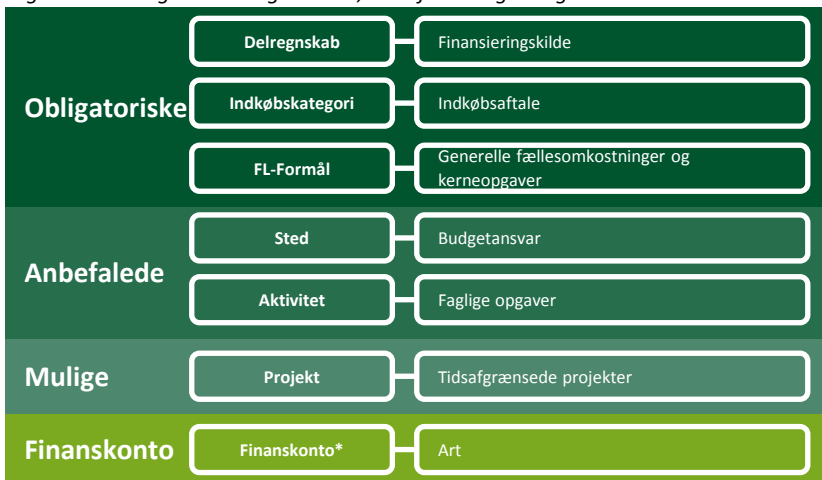 Obligatoriske
Delregnskab
Finansieringskilde
Indkøbskategori
Indkøbsaftale
FL-Formål
Generelle fællesomkostninger og
kerneopgaver
Anbefalede
Sted
Budgetansvar
Aktivitet
Faglige opgaver
Mulige
Projekt
Tidsafgrænsede projekter
Finanskonto
Finanskonto*
Art